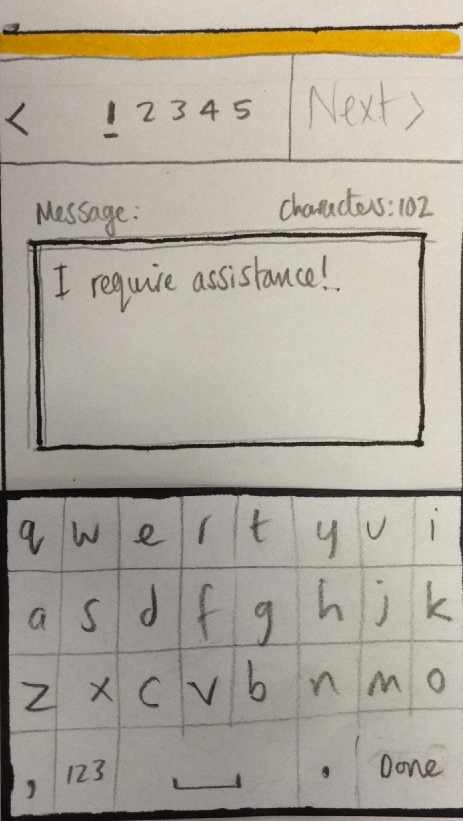 < 1 2 3 4 5 Next >
Message: Characters: 102
I require assistance!
q w e r t y u i
a s d f g h j k
z x c v b n m o
, 123 . Done